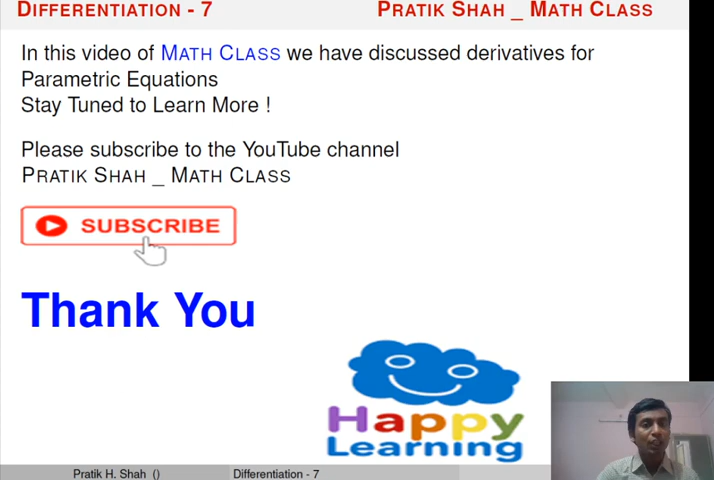 DIFFERENTIATION - 7 PRATIK SHAH _ MATH CLASS
In this video of MATH CLASS we have discussed derivatives for
Parametric Equations
Stay Tuned to Learn More !
Please subscribe to the YouTube channel
PRATIK SHAH _ MATH CLASS
SUBSCRIBE
Thank You
Happy
Learning
Pratik H. Shah () Differentiation - 7